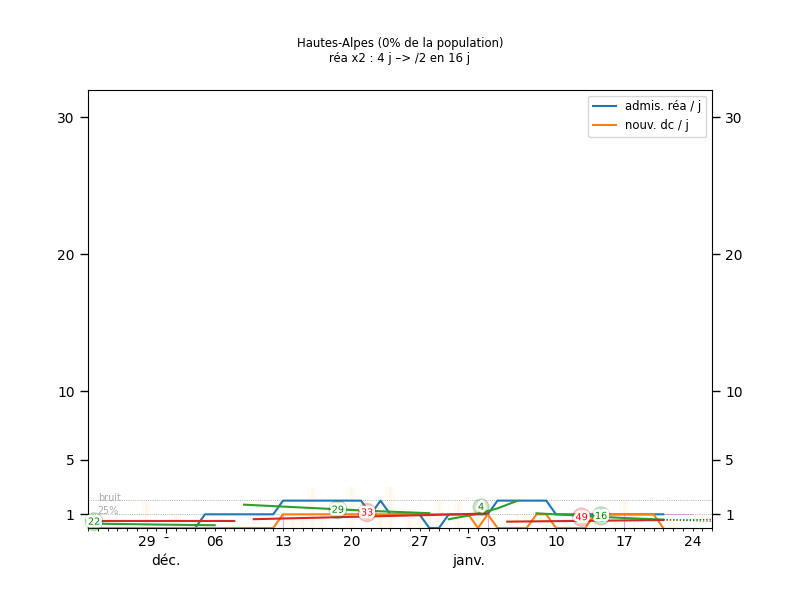 Hautes-Alpes (0% de la population)
réa x2 : 4 j –> /2 en 16 j
admis. réa / j
nouv. dc / j
30 30
20 20
10 10
5 5
bruit
25%
1 1
22 29 33 4 49 16
29 - 06 13 20 27 - 03 10 17 24
déc. janv.